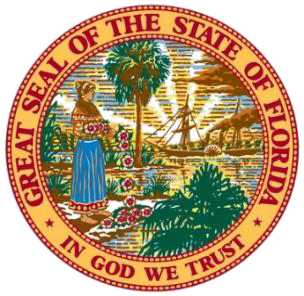 GREAT SEAL OF THE STATE OF FLORIDA
IN GOD WE TRUST